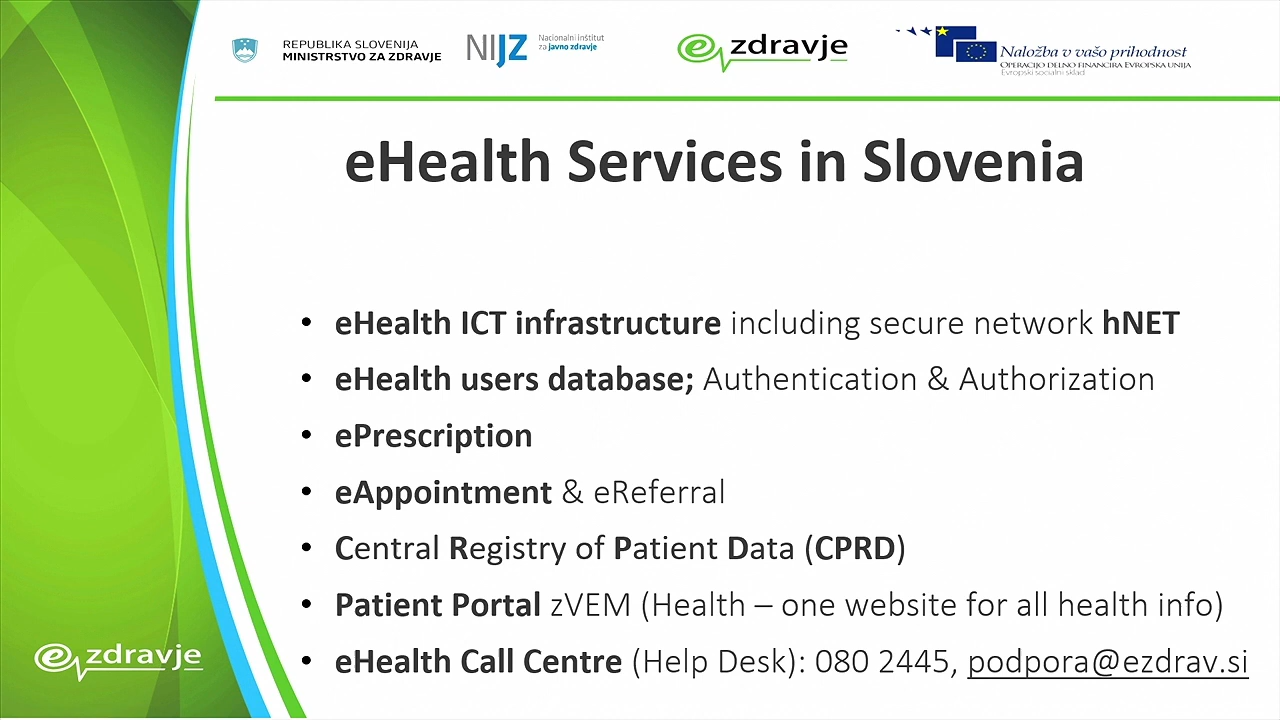 REPUBLIKA SLOVENIJA
MINISTRSTVO ZA ZDRAVJE
NIJZ Nacionalni inštitut
za javno zdravje
e zdravje
Naložba v vašo prihodnost
OPERACIJO DELNO FINANCIRA EVROPSKA UNIJA
Evropski socialni sklad
eHealth Services in Slovenia
• eHealth ICT infrastructure including secure network hNET
• eHealth users database; Authentication & Authorization
• ePrescription
• eAppointment & eReferral
• Central Registry of Patient Data (CPRD)
• Patient Portal zVEM (Health – one website for all health info)
• eHealth Call Centre (Help Desk): 080 2445, podpora@ezdrav.si
e zdravje